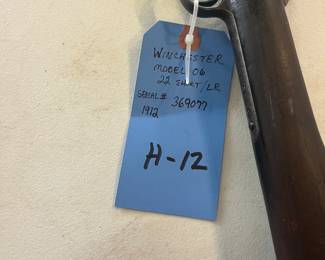 WINCHESTER
MODEL 06
22 SHORT/LR
SERIAL# 369077
1912
H-12